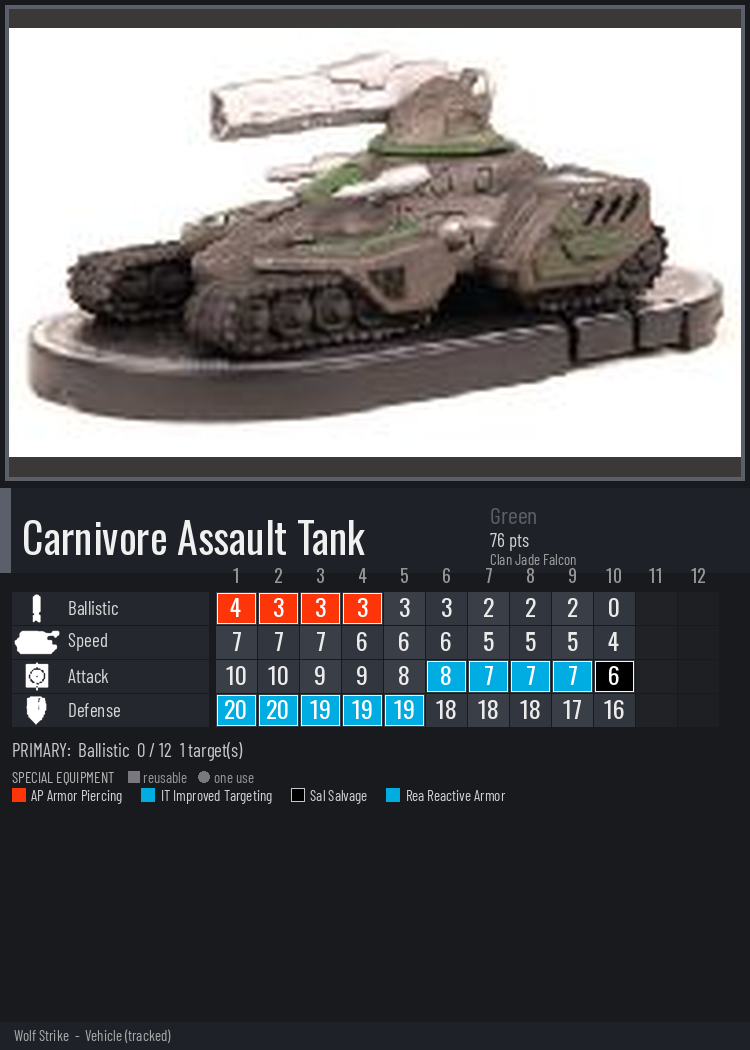 Carnivore Assault Tank
Green
76 pts
Clan Jade Falcon
1 2 3 4 5 6 7 8 9 10 11 12
Ballistic 4 3 3 3 3 3 2 2 2 0
Speed 7 7 7 6 6 6 5 5 5 4
Attack 10 10 9 9 8 8 7 7 7 6
Defense 20 20 19 19 19 18 18 18 17 16
PRIMARY: Ballistic 0 / 12 1 target(s)
SPECIAL EQUIPMENT reusable one use
AP Armor Piercing IT Improved Targeting Sal Salvage Rea Reactive Armor
Wolf Strike - Vehicle (tracked)